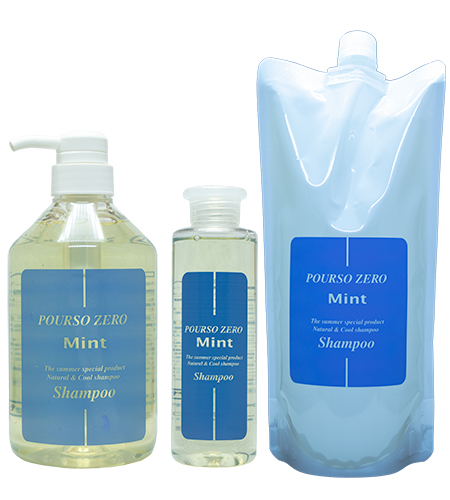 POURSO ZERO
Mint
The summer special product
Natural & Cool shampoo
Shampoo
POURSO ZERO
Mint
The summer special product
Natural & Cool shampoo
Shampoo
POURSO ZERO
Mint
The summer special product
Natural & Cool shampoo
Shampoo